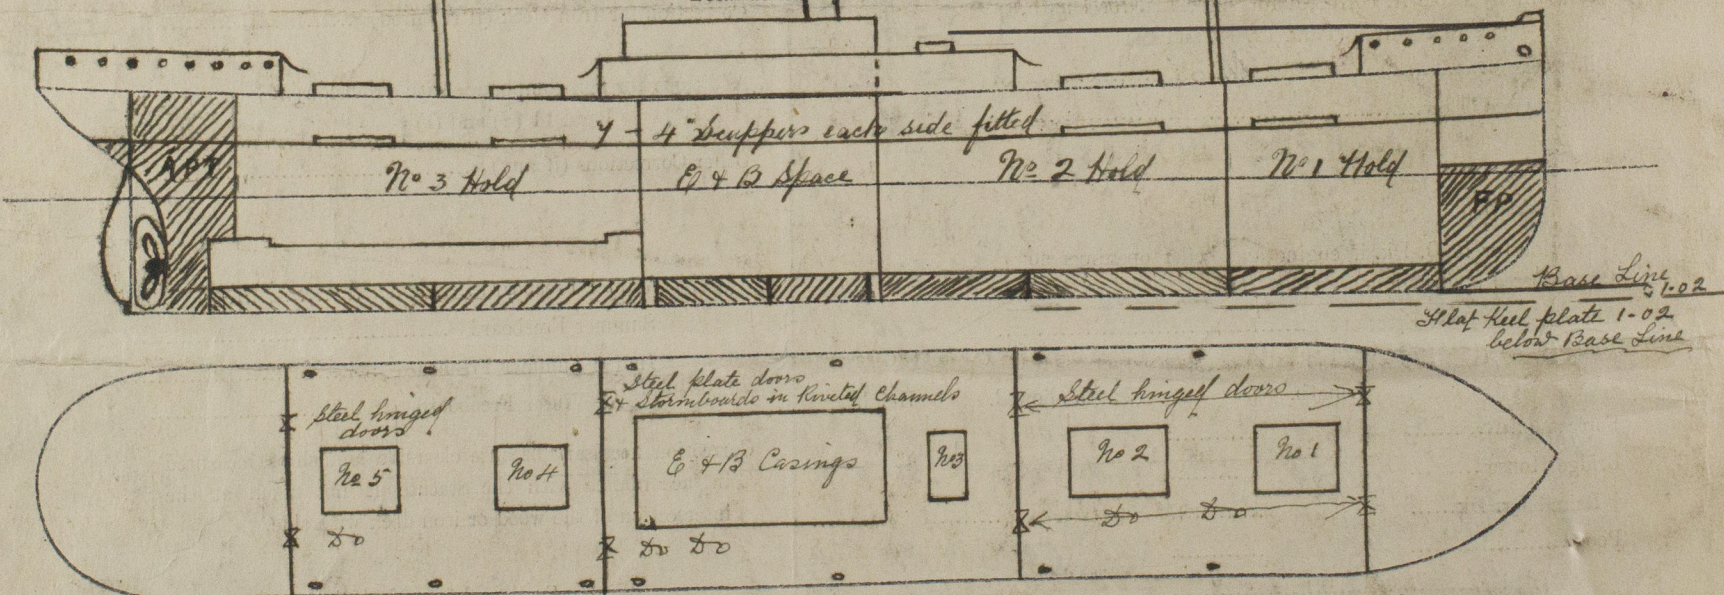 7 - 4" Scuppers each side fitted
APT
No 3 Hold
E & B Space
No 2 Hold
No 1 Hold
FP
Base Line
1-02
Flat Keel plate 1-02
below Base Line
Steel hinged
doors
Steel plate doors
& Stormboards in Riveted Channels
Steel hinged doors
No 5
No 4
E & B Casings
No 3
No 2
No 1
Do
Do Do
Do Do